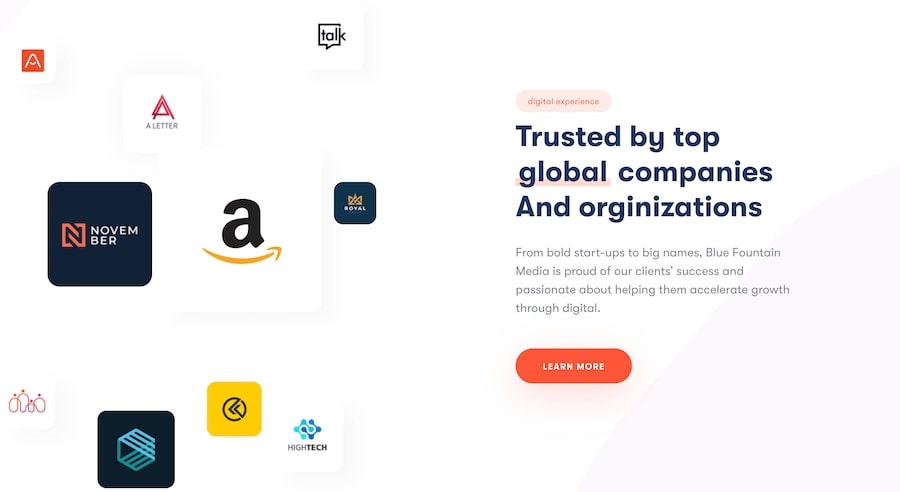 talk
A LETTER
NOVEM
BER
a
ROYAL
HIGHTECH
digital experience
Trusted by top
global companies
And orginizations
From bold start-ups to big names, Blue Fountain
Media is proud of our clients' success and
passionate about helping them accelerate growth
through digital.
LEARN MORE